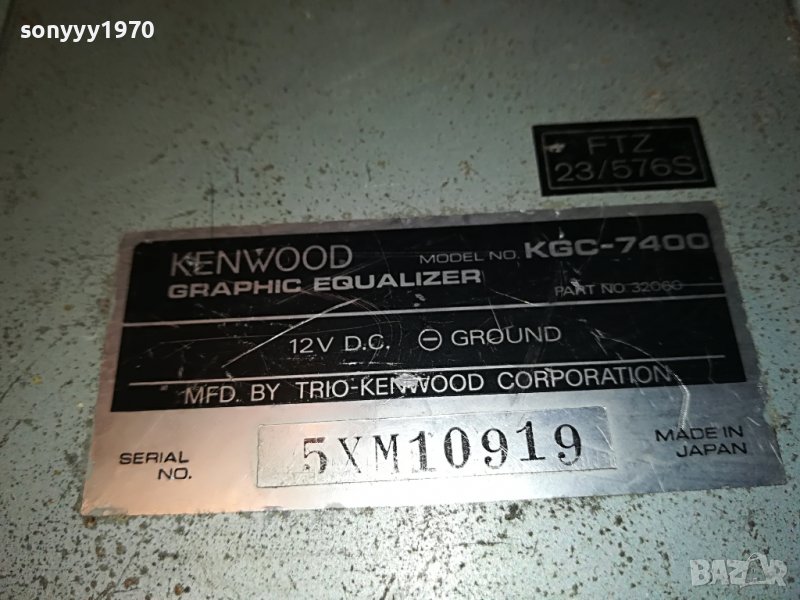 sonyyy1970
FTZ
23/576S
KENWOOD MODEL NO. KGC-7400
GRAPHIC EQUALIZER PART NO 32060
12V D.C. ⊖ GROUND
MFD. BY TRIO-KENWOOD CORPORATION
SERIAL NO. 5XM10919 MADE IN JAPAN
BAZAR